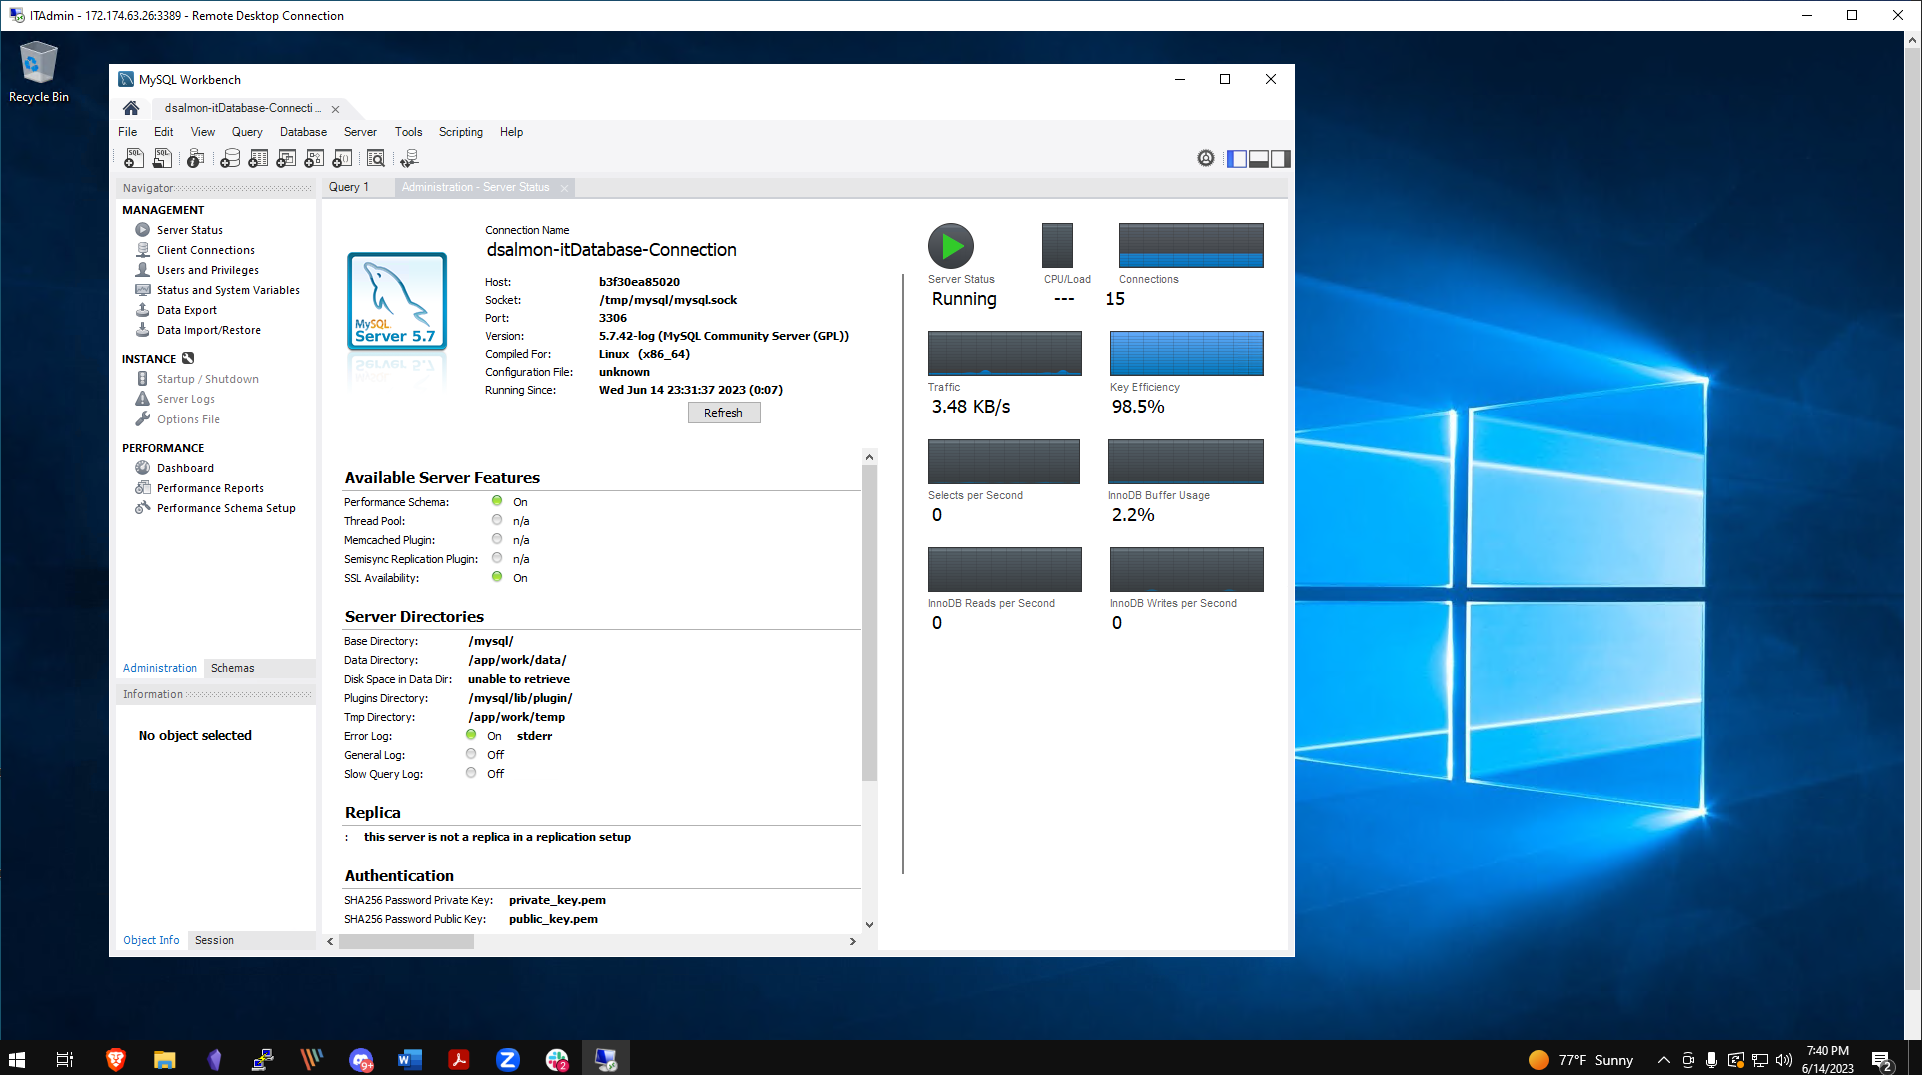 ITAdmin - 172.174.63.26:3389 - Remote Desktop Connection
Recycle Bin
MySQL Workbench
dsalmon-itDatabase-Connecti ...
File Edit View Query Database Server Tools Scripting Help
Navigator
MANAGEMENT
Server Status
Client Connections
Users and Privileges
Status and System Variables
Data Export
Data Import/Restore
INSTANCE
Startup / Shutdown
Server Logs
Options File
PERFORMANCE
Dashboard
Performance Reports
Performance Schema Setup
Administration Schemas
Information
No object selected
Object Info Session
Query 1 Administration - Server Status
MySQL
Server 5.7
Connection Name
dsalmon-itDatabase-Connection
Host: b3f30ea85020
Socket: /tmp/mysql/mysql.sock
Port: 3306
Version: 5.7.42-log (MySQL Community Server (GPL))
Compiled For: Linux (x86_64)
Configuration File: unknown
Running Since: Wed Jun 14 23:31:37 2023 (0:07)
Refresh
Available Server Features
Performance Schema: On
Thread Pool: n/a
Memcached Plugin: n/a
Semisync Replication Plugin: n/a
SSL Availability: On
Server Directories
Base Directory: /mysql/
Data Directory: /app/work/data/
Disk Space in Data Dir: unable to retrieve
Plugins Directory: /mysql/lib/plugin/
Tmp Directory: /app/work/temp
Error Log: On stderr
General Log: Off
Slow Query Log: Off
Replica
: this server is not a replica in a replication setup
Authentication
SHA256 Password Private Key: private_key.pem
SHA256 Password Public Key: public_key.pem
Server Status
Running
CPU/Load
---
Connections
15
Traffic
3.48 KB/s
Key Efficiency
98.5%
Selects per Second
0
InnoDB Buffer Usage
2.2%
InnoDB Reads per Second
0
InnoDB Writes per Second
0
77°F Sunny
7:40 PM
6/14/2023
9+
2
2